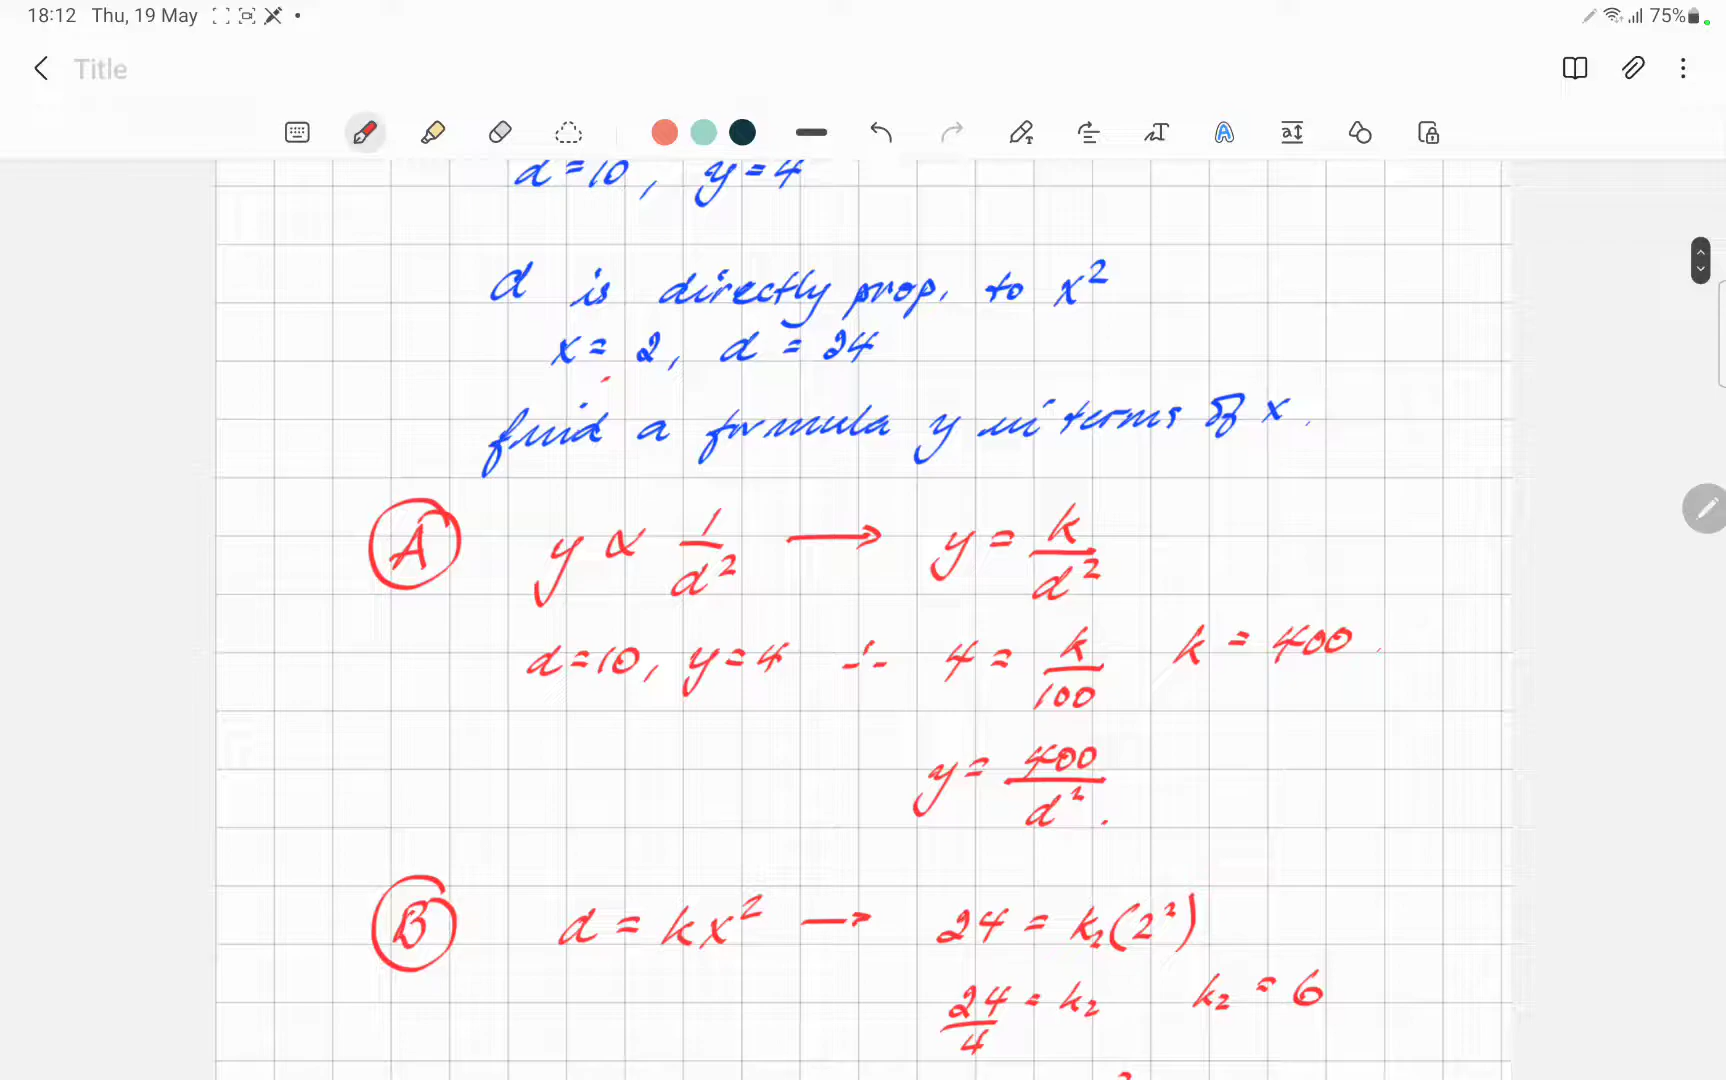 18:12 Thu, 19 May 75%
Title
d = 10, y = 4
d is directly prop. to x²
x = 2, d = 24
find a formula y in terms of x.
A y ∝ 1/d² → y = k/d²
d = 10, y = 4 ∴ 4 = k/100 k = 400.
y = 400/d².
B d = kx² → 24 = k₂(2²)
24/4 = k₂ k₂ = 6